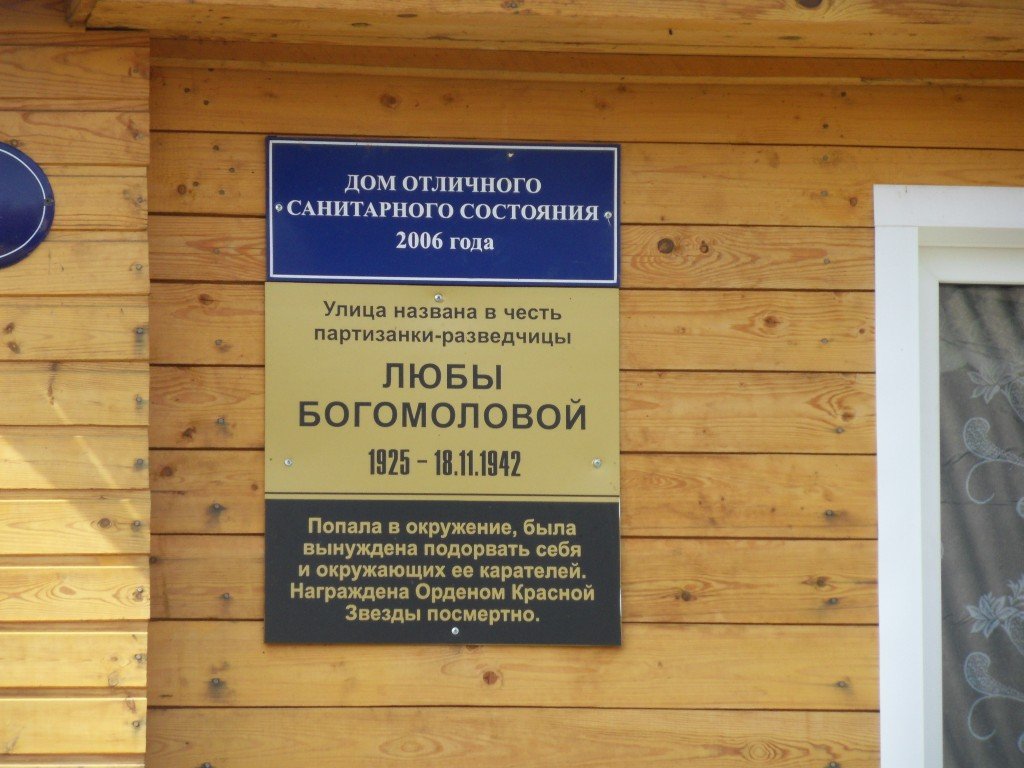 ДОМ ОТЛИЧНОГО
САНИТАРНОГО СОСТОЯНИЯ
2006 года
Улица названа в честь
партизанки-разведчицы
ЛЮБЫ
БОГОМОЛОВОЙ
1925 – 18.11.1942
Попала в окружение, была
вынуждена подорвать себя
и окружающих ее карателей.
Награждена Орденом Красной
Звезды посмертно.